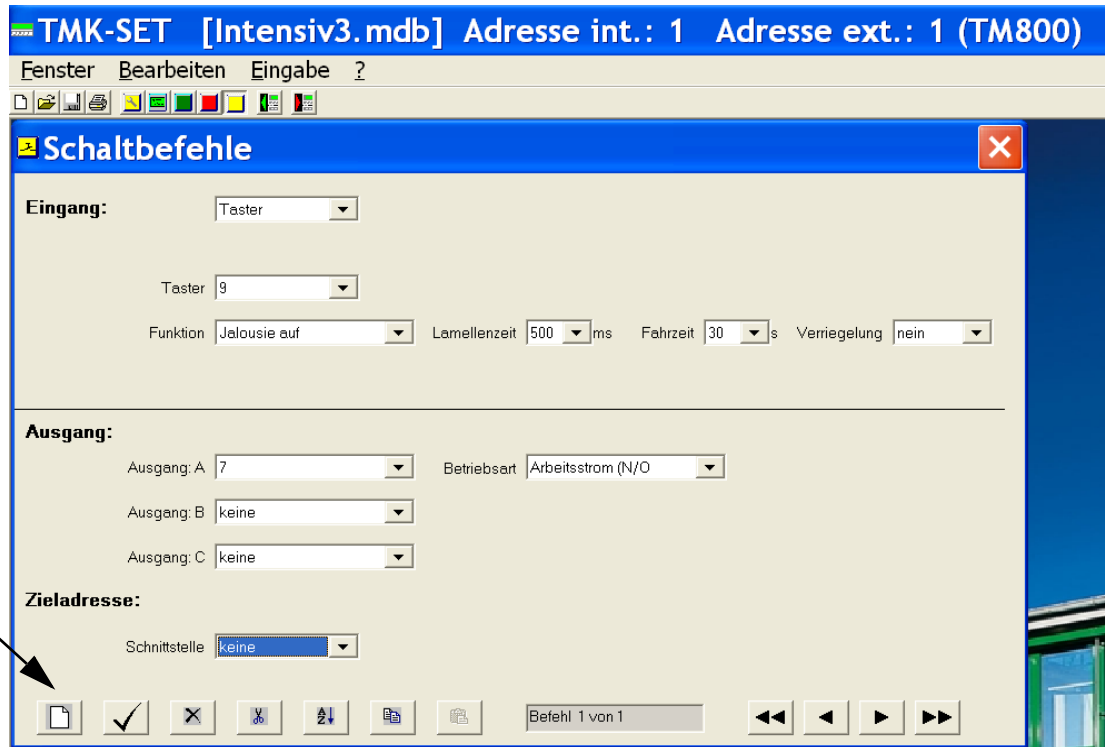 TMK-SET [Intensiv3.mdb] Adresse int.: 1 Adresse ext.: 1 (TM800)
Fenster Bearbeiten Eingabe ?
Schaltbefehle
Eingang: Taster
Taster 9
Funktion Jalousie auf Lamellenzeit 500 ms Fahrzeit 30 s Verriegelung nein
Ausgang:
Ausgang: A 7 Betriebsart Arbeitsstrom (N/O
Ausgang: B keine
Ausgang: C keine
Zieladresse:
Schnittstelle keine
Befehl 1 von 1